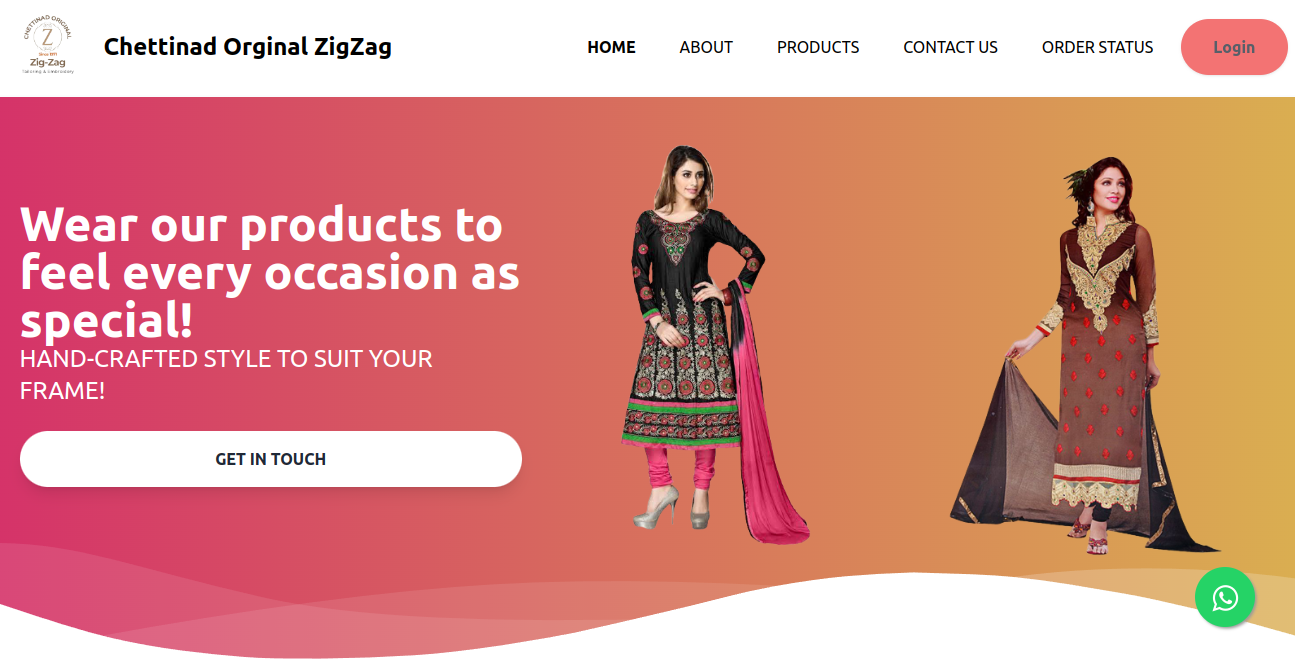 CHETTINAD ORIGINAL
Z
Since 1971
Zig-Zag
Tailoring & Embroidery
Chettinad Orginal ZigZag
HOME
ABOUT
PRODUCTS
CONTACT US
ORDER STATUS
Login
Wear our products to
feel every occasion as
special!
HAND-CRAFTED STYLE TO SUIT YOUR
FRAME!
GET IN TOUCH